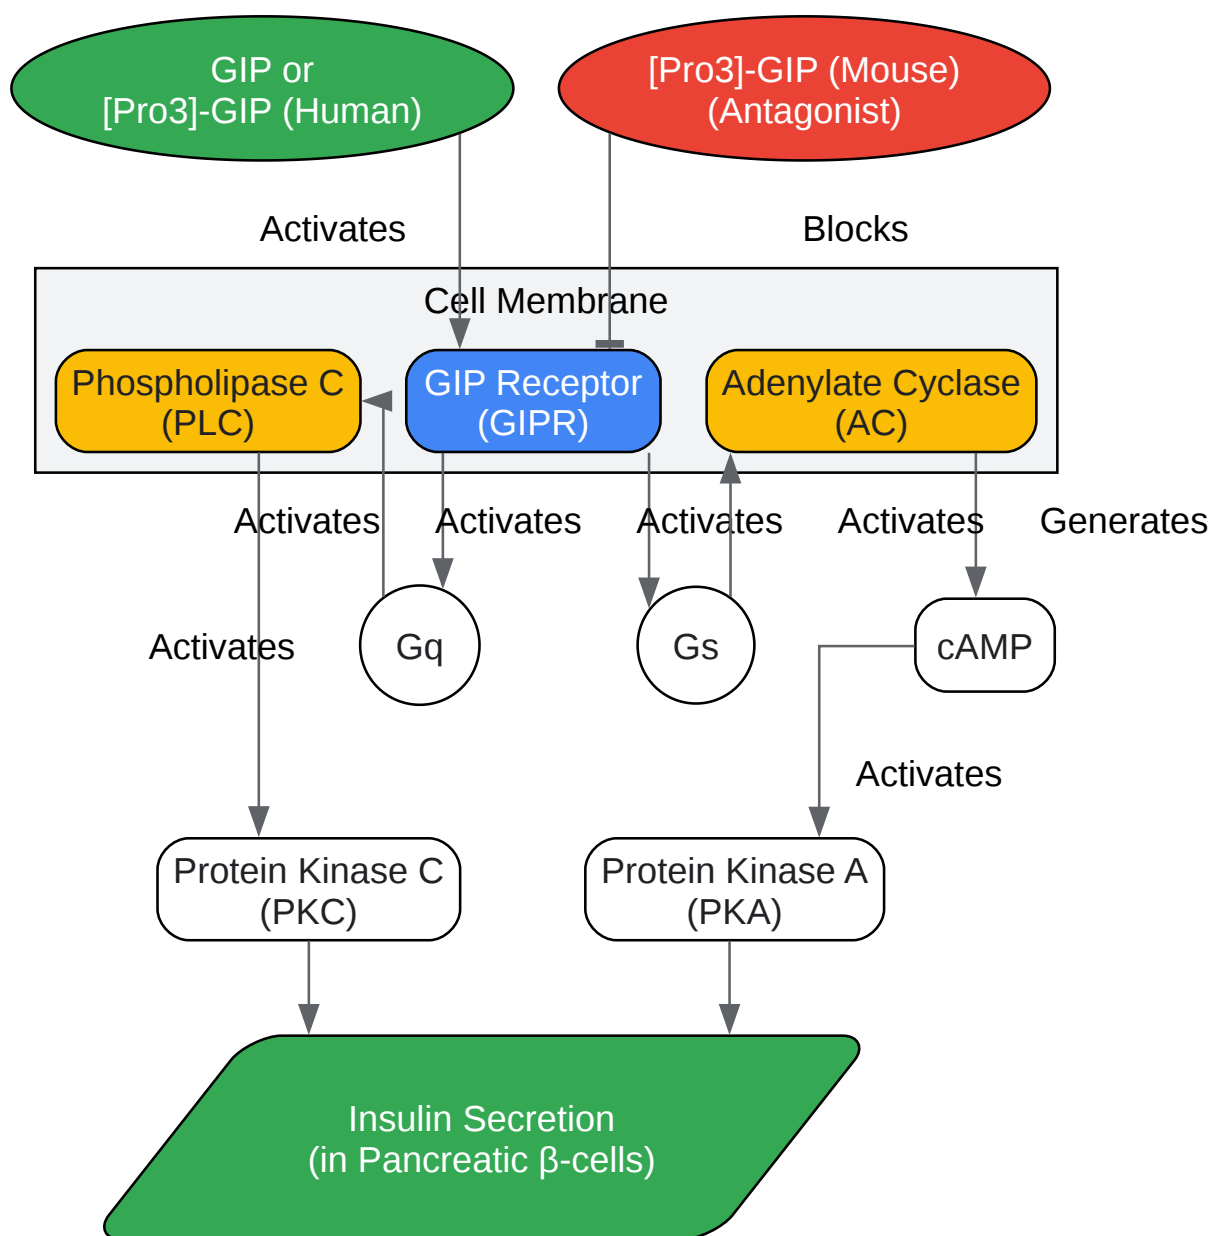 GIP or
[Pro3]-GIP (Human)
[Pro3]-GIP (Mouse)
(Antagonist)
Activates
Blocks
Cell Membrane
Phospholipase C
(PLC)
GIP Receptor
(GIPR)
Adenylate Cyclase
(AC)
Activates
Activates
Activates
Activates
Generates
Activates
Gq
Gs
cAMP
Activates
Protein Kinase C
(PKC)
Protein Kinase A
(PKA)
Insulin Secretion
(in Pancreatic β-cells)